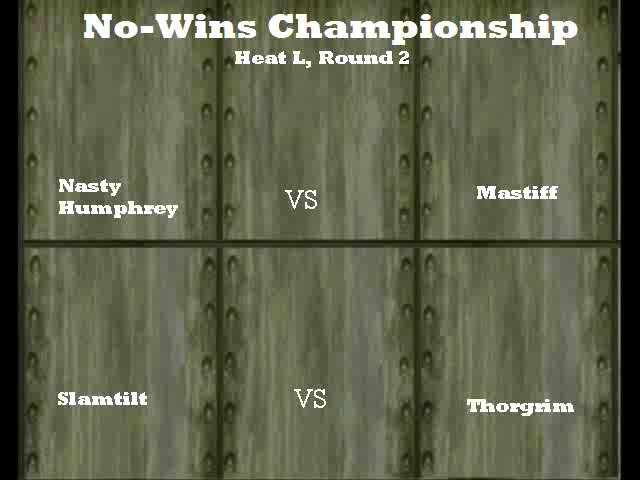 No-Wins Championship
Heat L, Round 2
Nasty
Humphrey
VS
Mastiff
Slamtilt
VS
Thorgrim